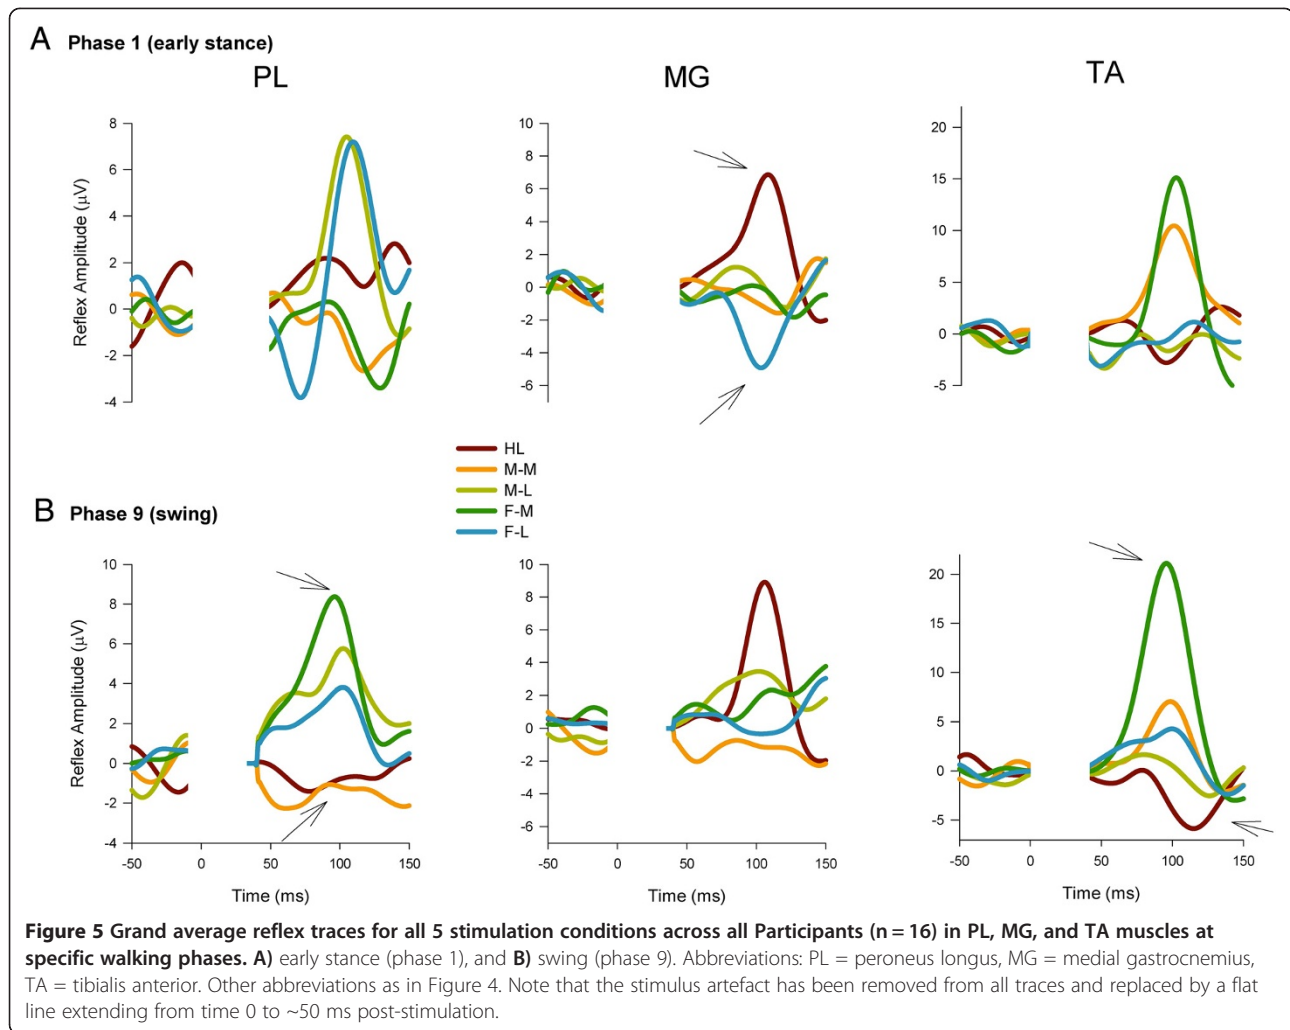 A Phase 1 (early stance)
PL MG TA
Reflex Amplitude (μV)
8
6
4
2
0
-2
-4
10
8
6
4
2
0
-2
-4
-6
20
15
10
5
0
-5
HL
M-M
M-L
F-M
F-L
B Phase 9 (swing)
Reflex Amplitude (μV)
10
8
6
4
2
0
-2
-4
-50 0 50 100 150
Time (ms)
10
8
6
4
2
0
-2
-4
-6
-50 0 50 100 150
Time (ms)
20
15
10
5
0
-5
-50 0 50 100 150
Time (ms)
Figure 5 Grand average reflex traces for all 5 stimulation conditions across all Participants (n = 16) in PL, MG, and TA muscles at
specific walking phases. A) early stance (phase 1), and B) swing (phase 9). Abbreviations: PL = peroneus longus, MG = medial gastrocnemius,
TA = tibialis anterior. Other abbreviations as in Figure 4. Note that the stimulus artefact has been removed from all traces and replaced by a flat
line extending from time 0 to ~50 ms post-stimulation.